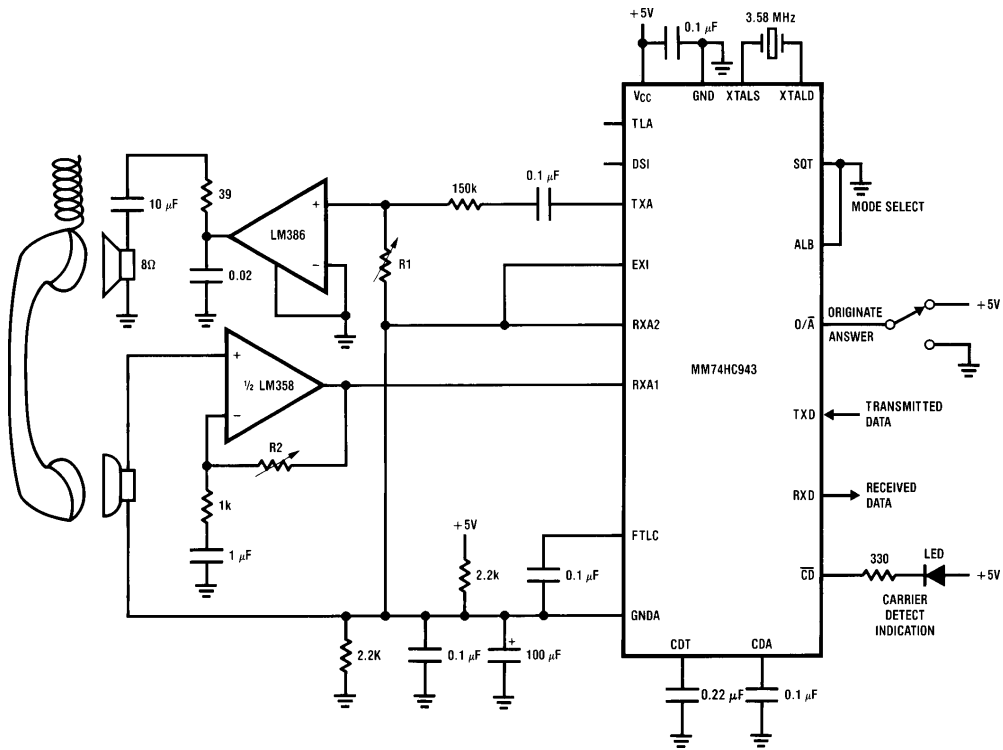 +5V
0.1 μF
3.58 MHz
VCC
GND
XTALS
XTALD
TLA
DSI
TXA
EXI
RXA2
RXA1
FTLC
GNDA
CDT
CDA
SQT
ALB
O/A̅
TXD
RXD
C̅D̅
MM74HC943
MODE SELECT
ORIGINATE
ANSWER
+5V
TRANSMITTED
DATA
RECEIVED
DATA
330
LED
+5V
CARRIER
DETECT
INDICATION
10 μF
39
8Ω
0.02
LM386
+
−
150k
0.1 μF
R1
½ LM358
+
−
R2
1k
1 μF
+5V
2.2k
0.1 μF
2.2K
0.1 μF
+
100 μF
0.22 μF
0.1 μF